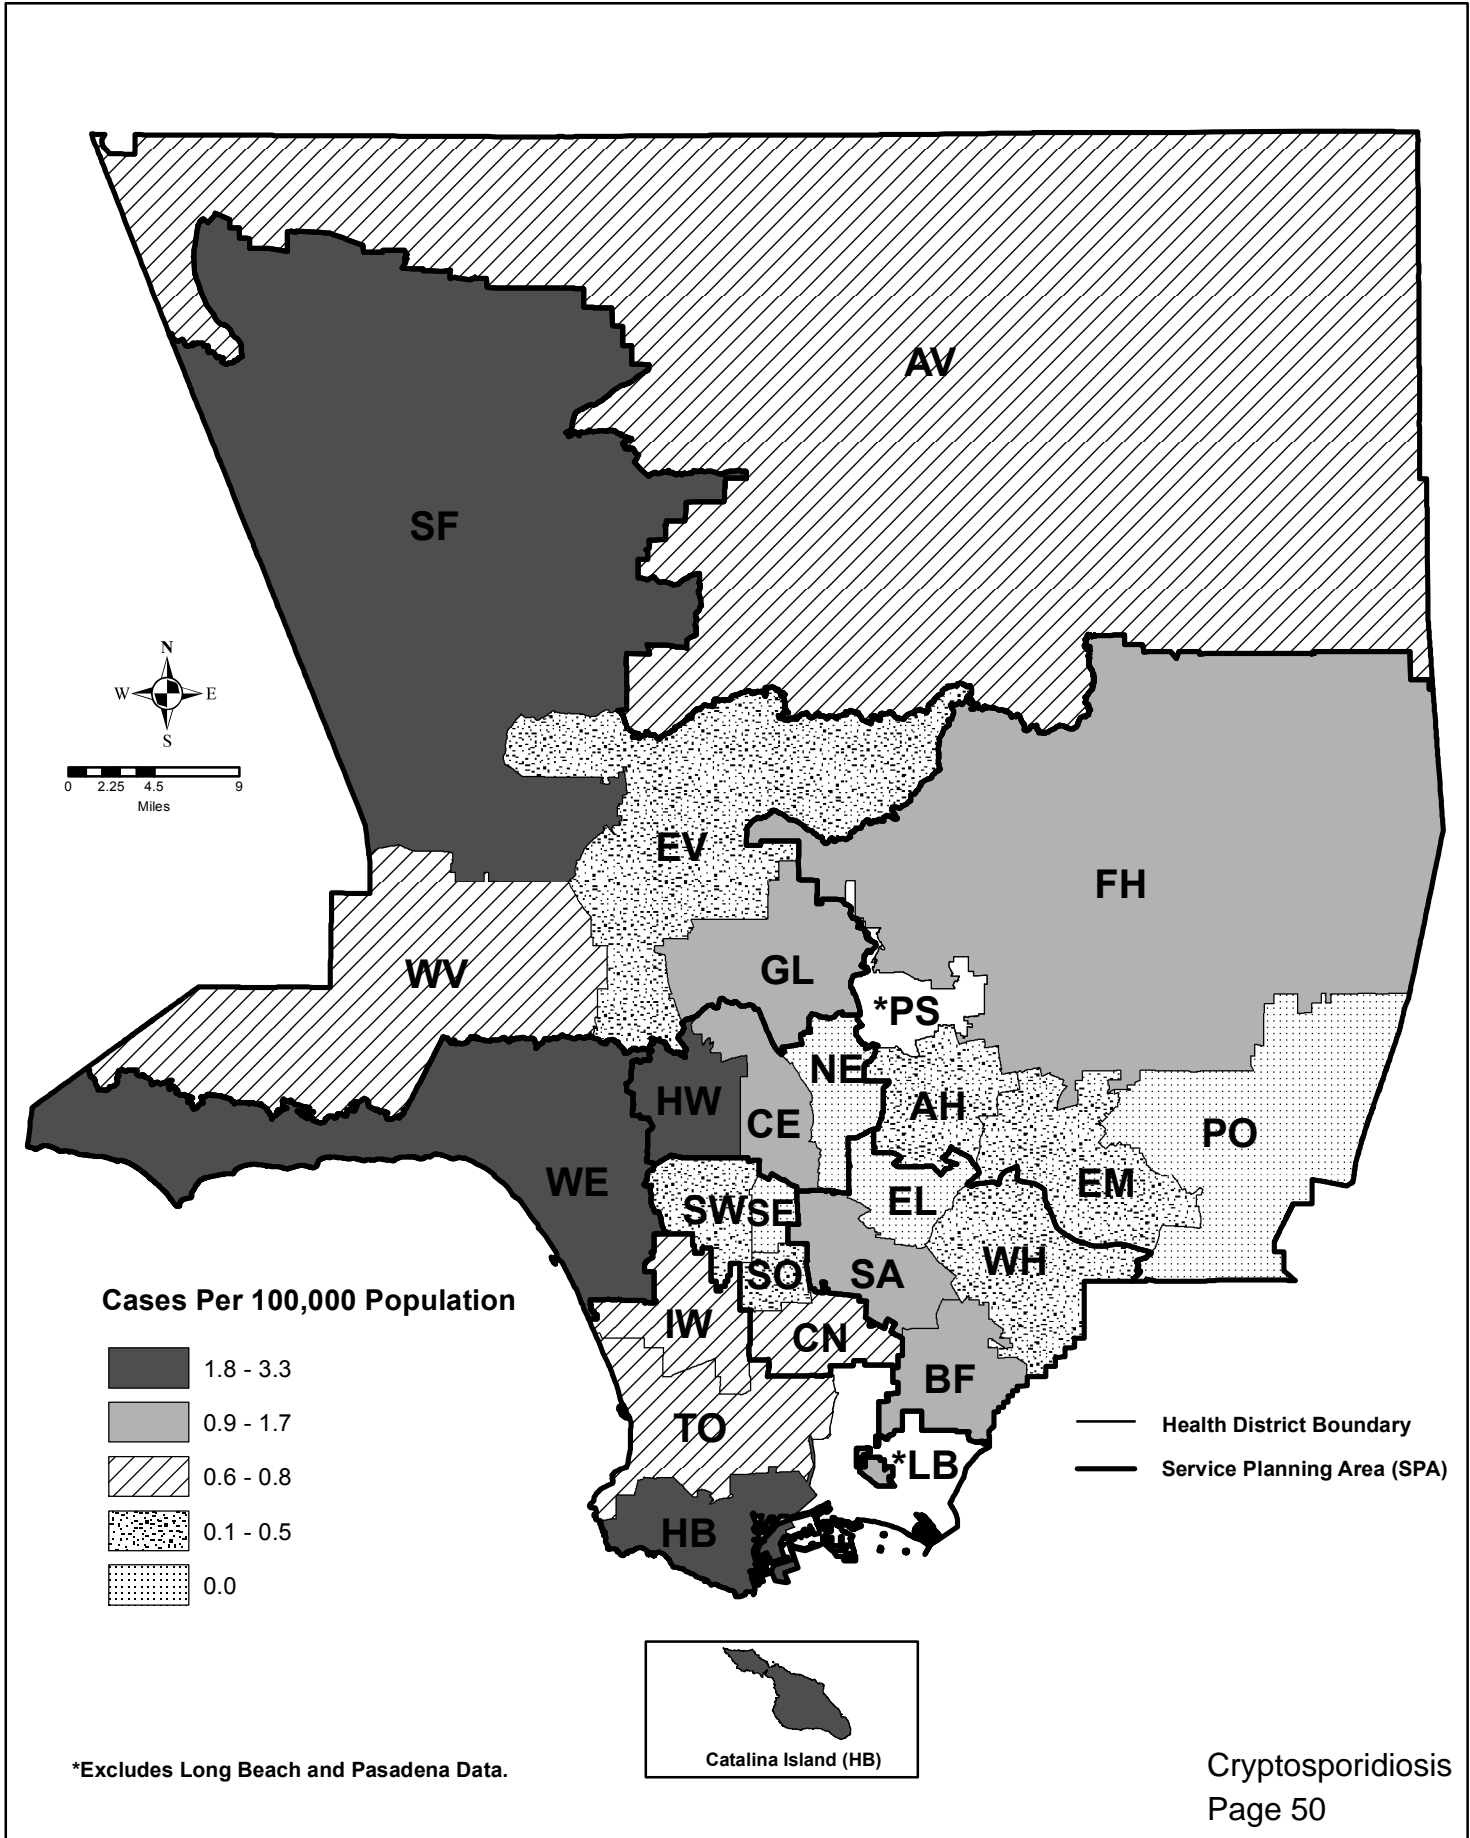 AV
SF
N
W E
S
0 2.25 4.5 9
Miles
EV
FH
WV
GL
*PS
NE
HW
AH
CE
PO
WE
EM
EL
SW
SE
WH
SO
SA
Cases Per 100,000 Population
IW
CN
1.8 - 3.3
BF
0.9 - 1.7
TO
Health District Boundary
*LB
Service Planning Area (SPA)
0.6 - 0.8
0.1 - 0.5
HB
0.0
Catalina Island (HB)
*Excludes Long Beach and Pasadena Data.
Cryptosporidiosis
Page 50